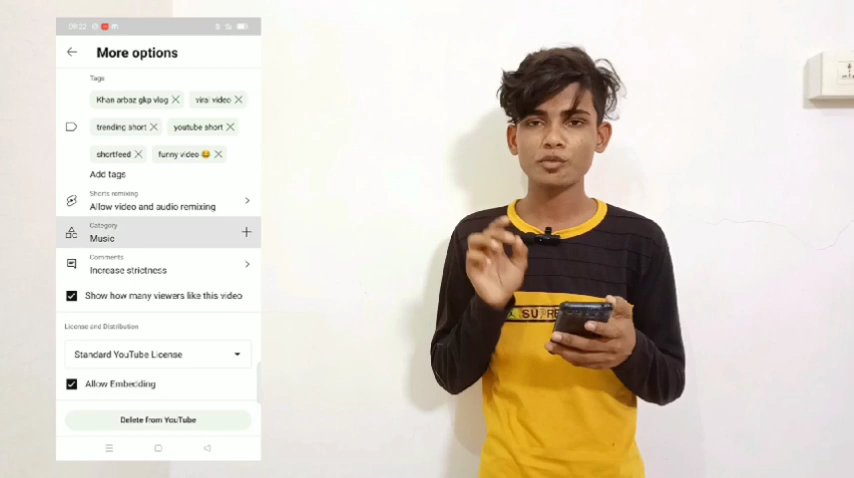 09:22
More options
Tags
Khan arbaz gkp vlog
viral video
trending short
youtube short
shortfeed
funny video 😂
Add tags
Shorts remixing
Allow video and audio remixing
Category
Music
Comments
Increase strictness
Show how many viewers like this video
License and Distribution
Standard YouTube License
Allow Embedding
Delete from YouTube
SUPRE